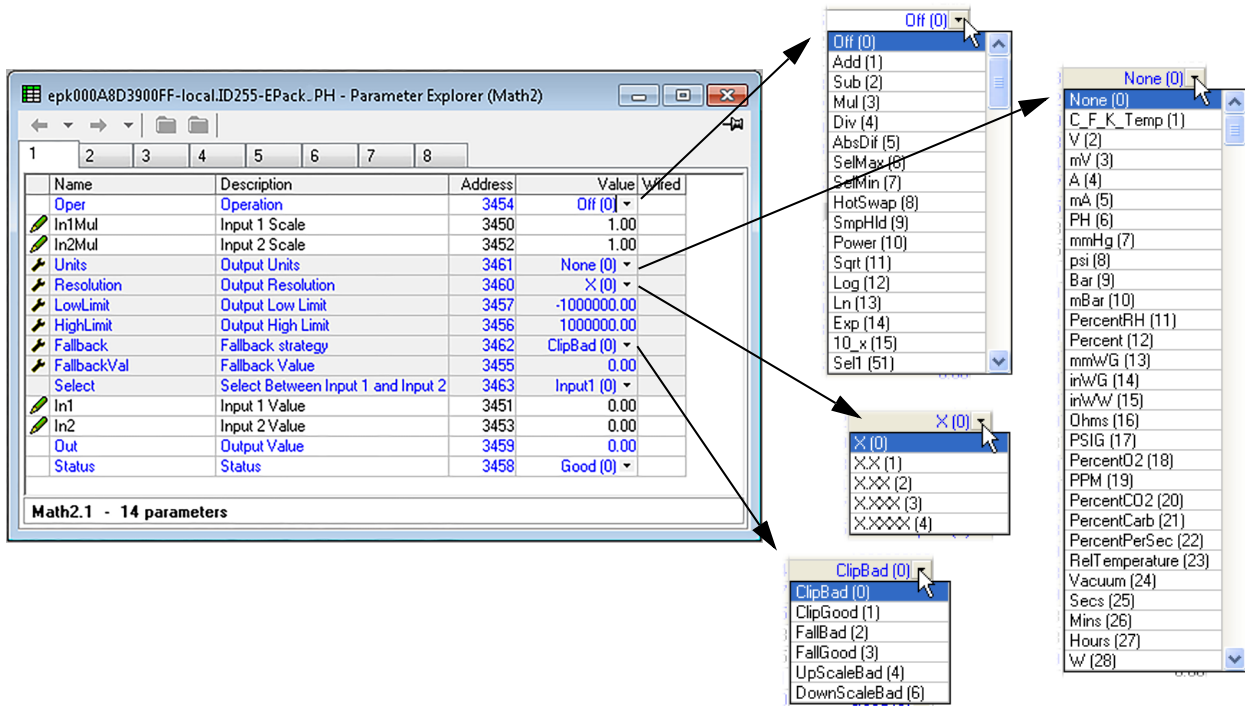 epk000A8D3900FF-local.ID255-EPack_PH - Parameter Explorer (Math2)
1 2 3 4 5 6 7 8
Name Description Address Value Wired
Oper Operation 3454 Off (0)
In1Mul Input 1 Scale 3450 1.00
In2Mul Input 2 Scale 3452 1.00
Units Output Units 3461 None (0)
Resolution Output Resolution 3460 X (0)
LowLimit Output Low Limit 3457 -1000000.00
HighLimit Output High Limit 3456 1000000.00
Fallback Fallback strategy 3462 ClipBad (0)
FallbackVal Fallback Value 3455 0.00
Select Select Between Input 1 and Input 2 3463 Input1 (0)
In1 Input 1 Value 3451 0.00
In2 Input 2 Value 3453 0.00
Out Output Value 3459 0.00
Status Status 3458 Good (0)
Math2.1 - 14 parameters
Off (0)
Off (0)
Add (1)
Sub (2)
Mul (3)
Div (4)
AbsDif (5)
SelMax (6)
SelMin (7)
HotSwap (8)
SmpHld (9)
Power (10)
Sqrt (11)
Log (12)
Ln (13)
Exp (14)
10_x (15)
Sel1 (51)
X (0)
X (0)
X.X (1)
X.XX (2)
X.XXX (3)
X.XXXX (4)
ClipBad (0)
ClipBad (0)
ClipGood (1)
FallBad (2)
FallGood (3)
UpScaleBad (4)
DownScaleBad (6)
None (0)
None (0)
C_F_K_Temp (1)
V (2)
mV (3)
A (4)
mA (5)
PH (6)
mmHg (7)
psi (8)
Bar (9)
mBar (10)
PercentRH (11)
Percent (12)
mmWG (13)
inWG (14)
inWW (15)
Ohms (16)
PSIG (17)
PercentO2 (18)
PPM (19)
PercentCO2 (20)
PercentCarb (21)
PercentPerSec (22)
RelTemperature (23)
Vacuum (24)
Secs (25)
Mins (26)
Hours (27)
W (28)